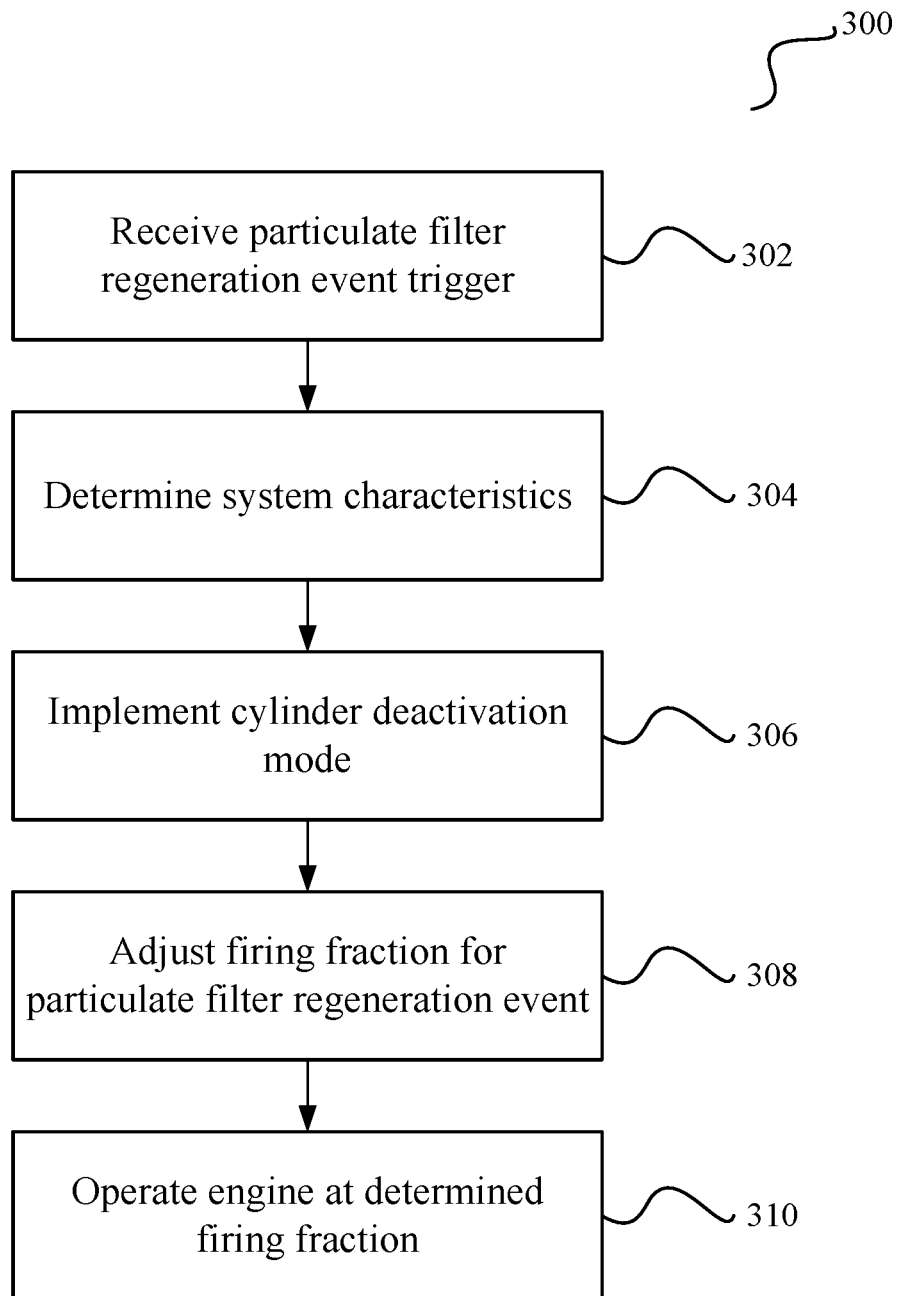 300
Receive particulate filter
regeneration event trigger
302
Determine system characteristics
304
Implement cylinder deactivation
mode
306
Adjust firing fraction for
particulate filter regeneration event
308
Operate engine at determined
firing fraction
310